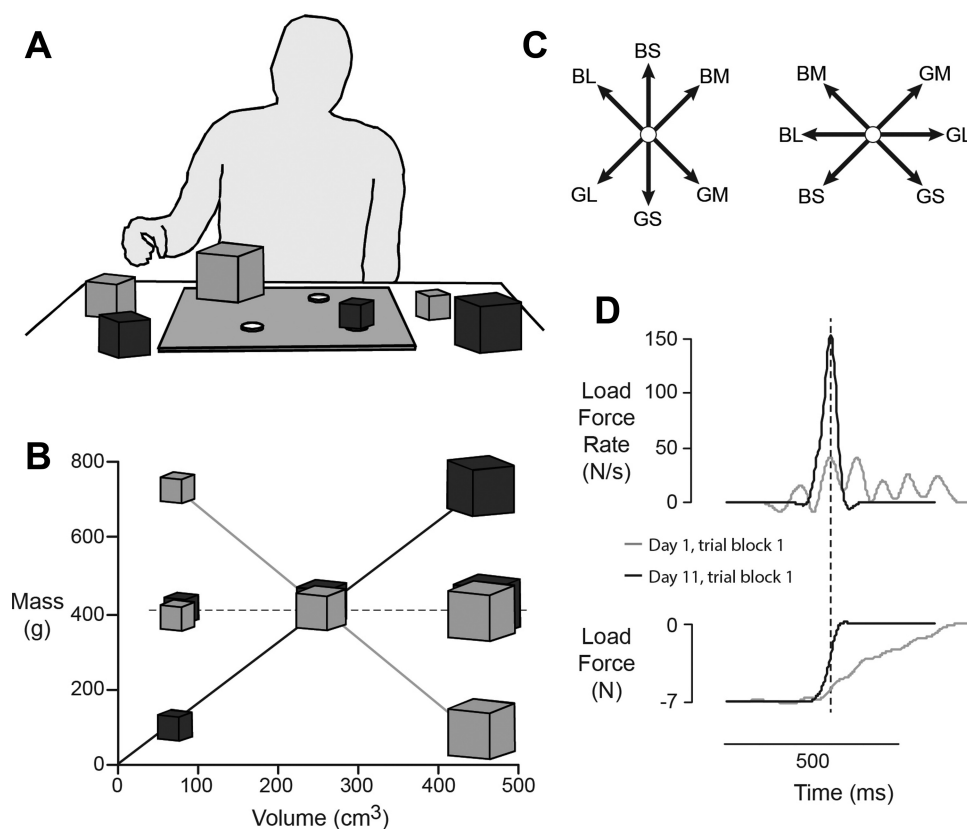 A
B
800
600
400
200
0
Mass
(g)
0
100
200
300
400
500
Volume (cm³)
C
BS
BL
BM
GL
GM
GS
BM
GM
BL
GL
BS
GS
D
150
100
50
0
Load
Force
Rate
(N/s)
Day 1, trial block 1
Day 11, trial block 1
Load
Force
(N)
0
-7
500
Time (ms)